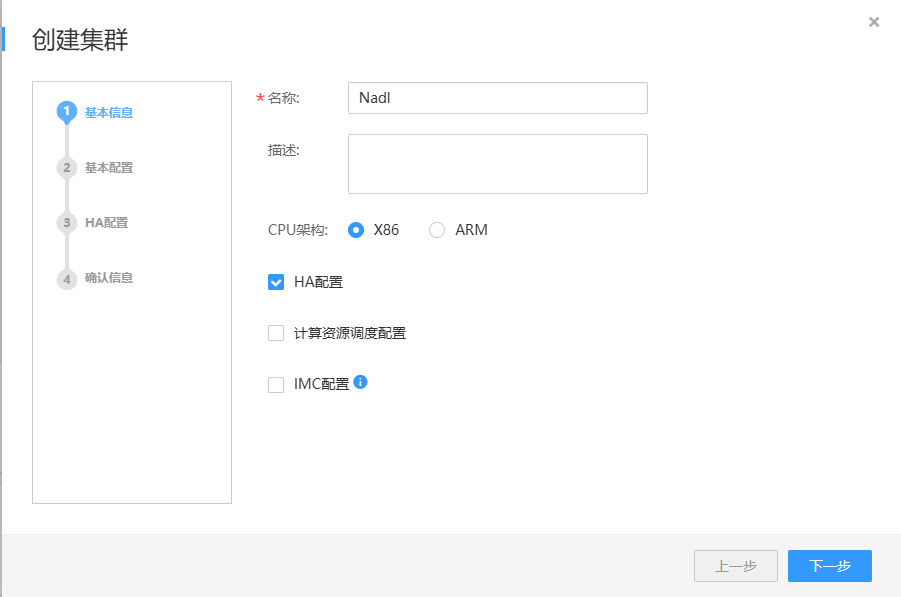 创建集群
1 基本信息
2 基本配置
3 HA配置
4 确认信息
* 名称: Nadl
描述:
CPU架构: X86 ARM
HA配置
计算资源调度配置
IMC配置
上一步 下一步